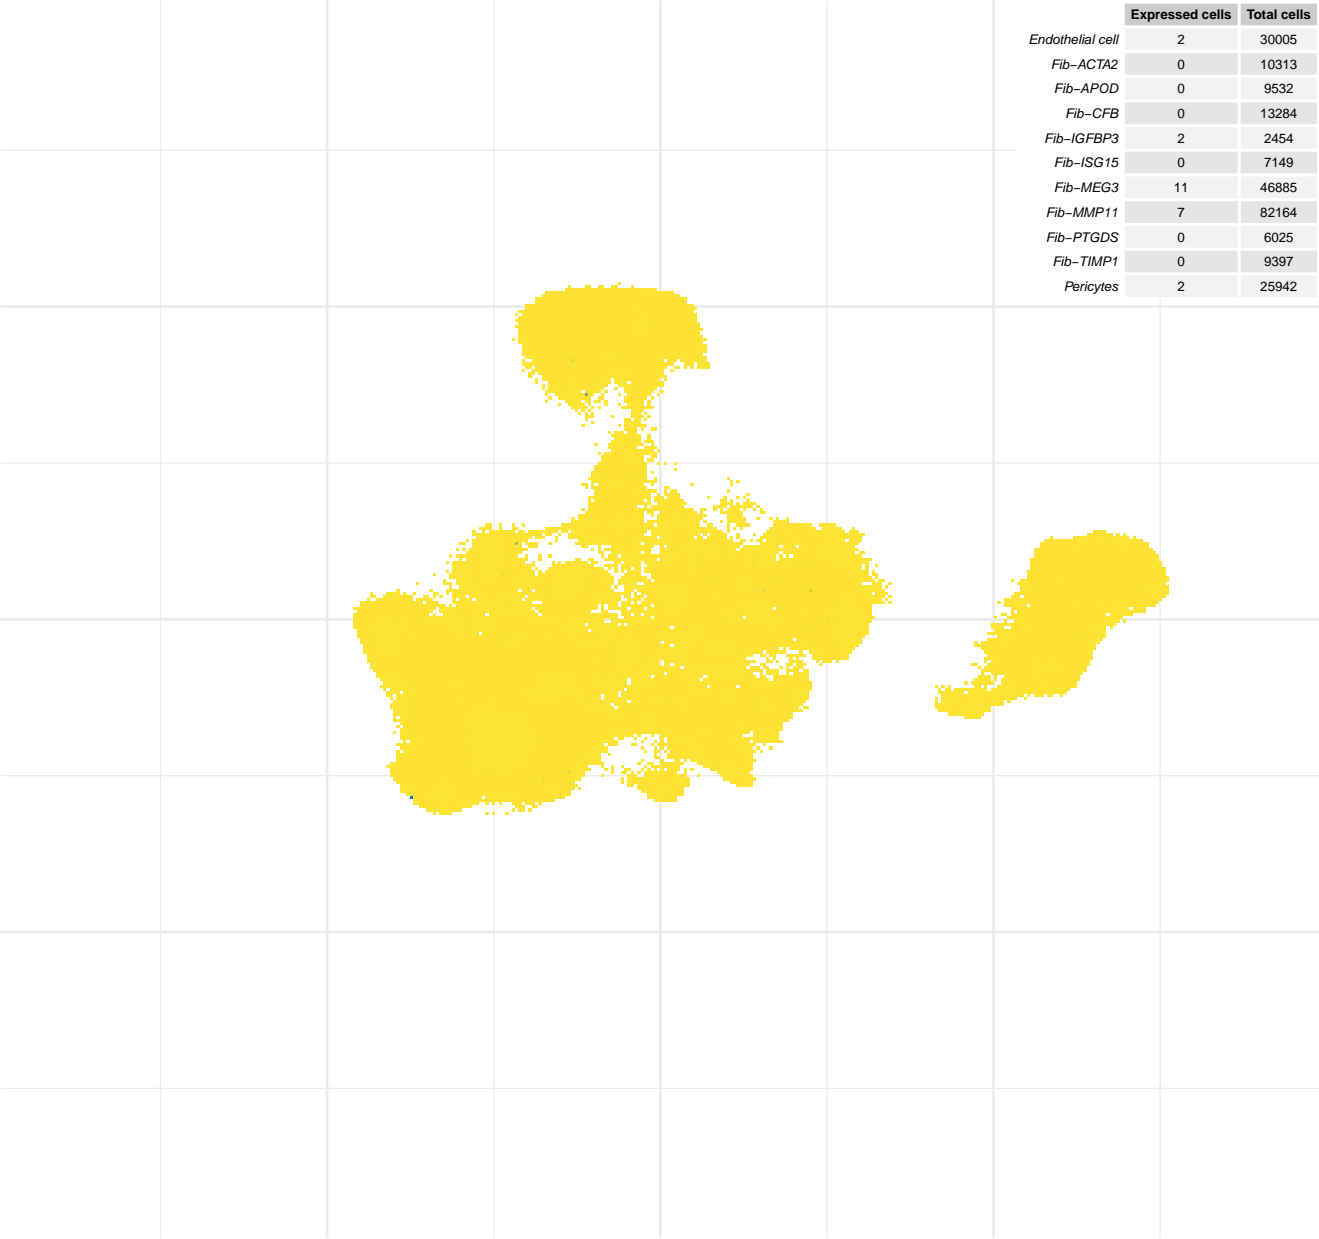 Expressed cells Total cells
Endothelial cell 2 30005
Fib−ACTA2 0 10313
Fib−APOD 0 9532
Fib−CFB 0 13284
Fib−IGFBP3 2 2454
Fib−ISG15 0 7149
Fib−MEG3 11 46885
Fib−MMP11 7 82164
Fib−PTGDS 0 6025
Fib−TIMP1 0 9397
Pericytes 2 25942